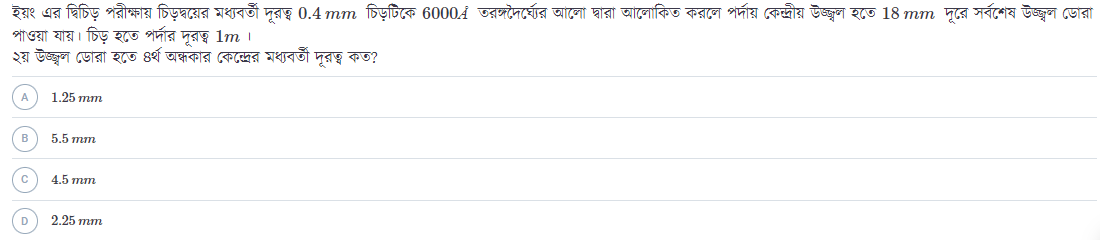 ইয়ং এর দ্বিচিড় পরীক্ষায় চিড়দ্বয়ের মধ্যবর্তী দূরত্ব 0.4 mm চিড়টিকে 6000Å তরঙ্গদৈর্ঘ্যের আলো দ্বারা আলোকিত করলে পর্দায় কেন্দ্রীয় উজ্জ্বল হতে 18 mm দূরে সর্বশেষ উজ্জ্বল ডোরা
পাওয়া যায়। চিড় হতে পর্দার দূরত্ব 1m ।
২য় উজ্জ্বল ডোরা হতে ৪র্থ অন্ধকার কেন্দ্রের মধ্যবর্তী দূরত্ব কত?
A 1.25 mm
B 5.5 mm
C 4.5 mm
D 2.25 mm